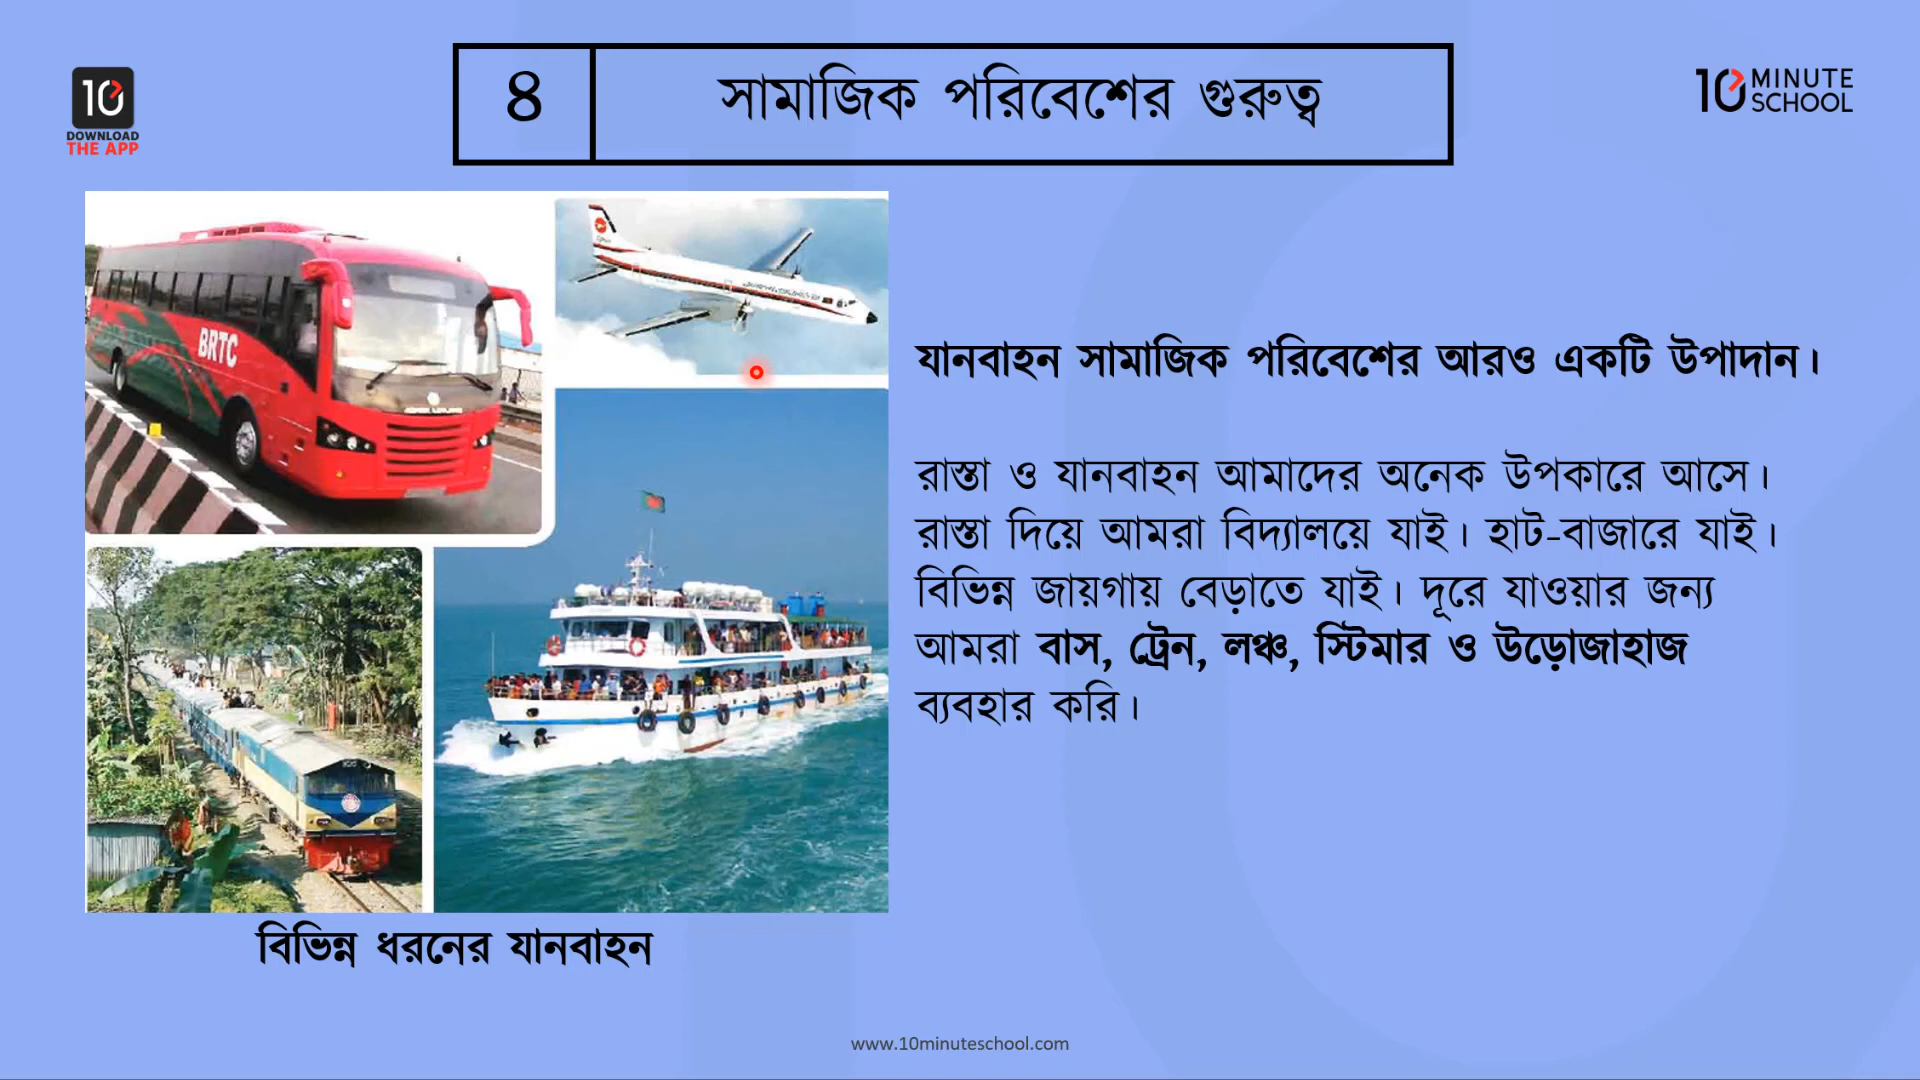 ৪
সামাজিক পরিবেশের গুরুত্ব
10
DOWNLOAD
THE APP
10 MINUTE
SCHOOL
BRTC
যানবাহন সামাজিক পরিবেশের আরও একটি উপাদান।
রাস্তা ও যানবাহন আমাদের অনেক উপকারে আসে।
রাস্তা দিয়ে আমরা বিদ্যালয়ে যাই। হাট-বাজারে যাই।
বিভিন্ন জায়গায় বেড়াতে যাই। দূরে যাওয়ার জন্য
আমরা বাস, ট্রেন, লঞ্চ, স্টিমার ও উড়োজাহাজ
ব্যবহার করি।
বিভিন্ন ধরনের যানবাহন
www.10minuteschool.com